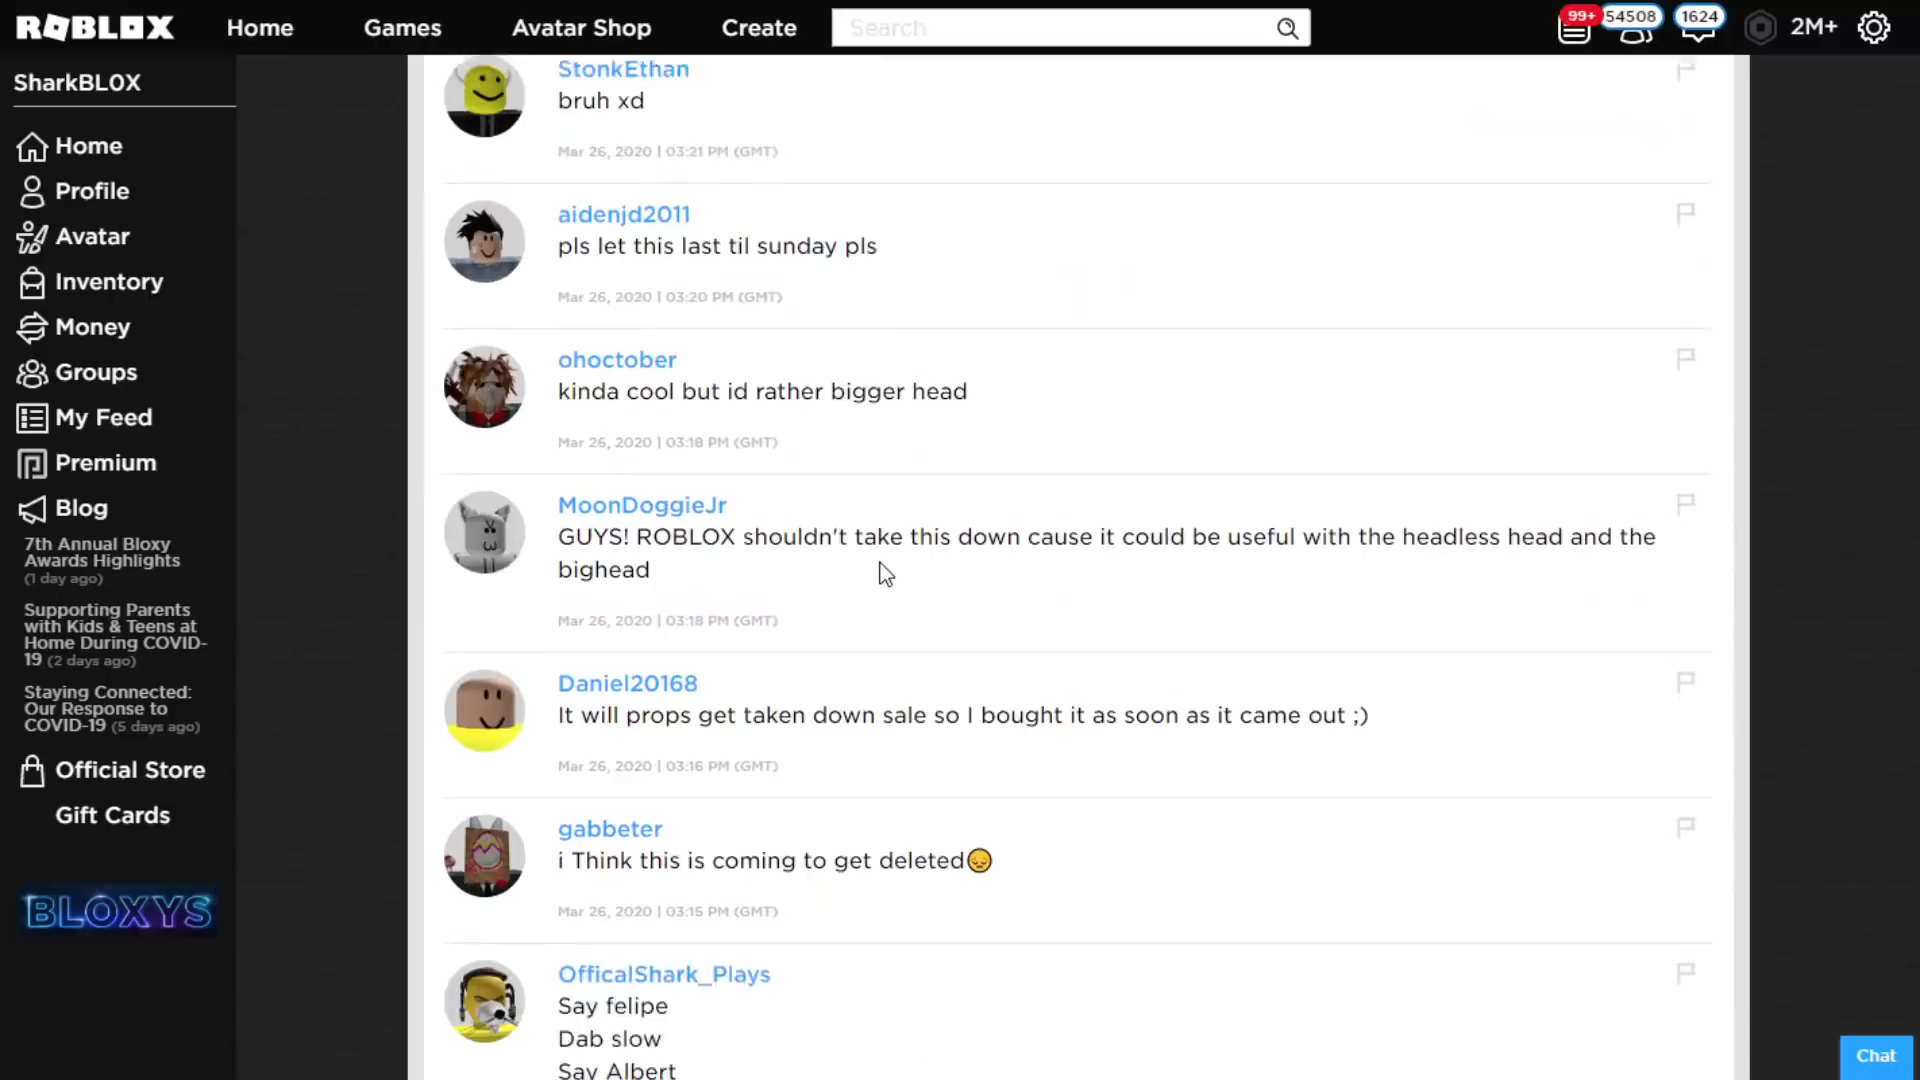 ROBLOX
Home
Games
Avatar Shop
Create
Search
99+
54508
1624
2M+
SharkBL0X
Home
Profile
Avatar
Inventory
Money
Groups
My Feed
Premium
Blog
7th Annual Bloxy
Awards Highlights
(1 day ago)
Supporting Parents
with Kids & Teens at
Home During COVID-
19 (2 days ago)
Staying Connected:
Our Response to
COVID-19 (5 days ago)
Official Store
Gift Cards
BLOXYS
StonkEthan
bruh xd
Mar 26, 2020 | 03:21 PM (GMT)
aidenjd2011
pls let this last til sunday pls
Mar 26, 2020 | 03:20 PM (GMT)
ohoctober
kinda cool but id rather bigger head
Mar 26, 2020 | 03:18 PM (GMT)
MoonDoggieJr
GUYS! ROBLOX shouldn't take this down cause it could be useful with the headless head and the
bighead
Mar 26, 2020 | 03:18 PM (GMT)
Daniel20168
It will props get taken down sale so I bought it as soon as it came out ;)
Mar 26, 2020 | 03:16 PM (GMT)
gabbeter
i Think this is coming to get deleted😞
Mar 26, 2020 | 03:15 PM (GMT)
OfficalShark_Plays
Say felipe
Dab slow
Say Albert
Chat